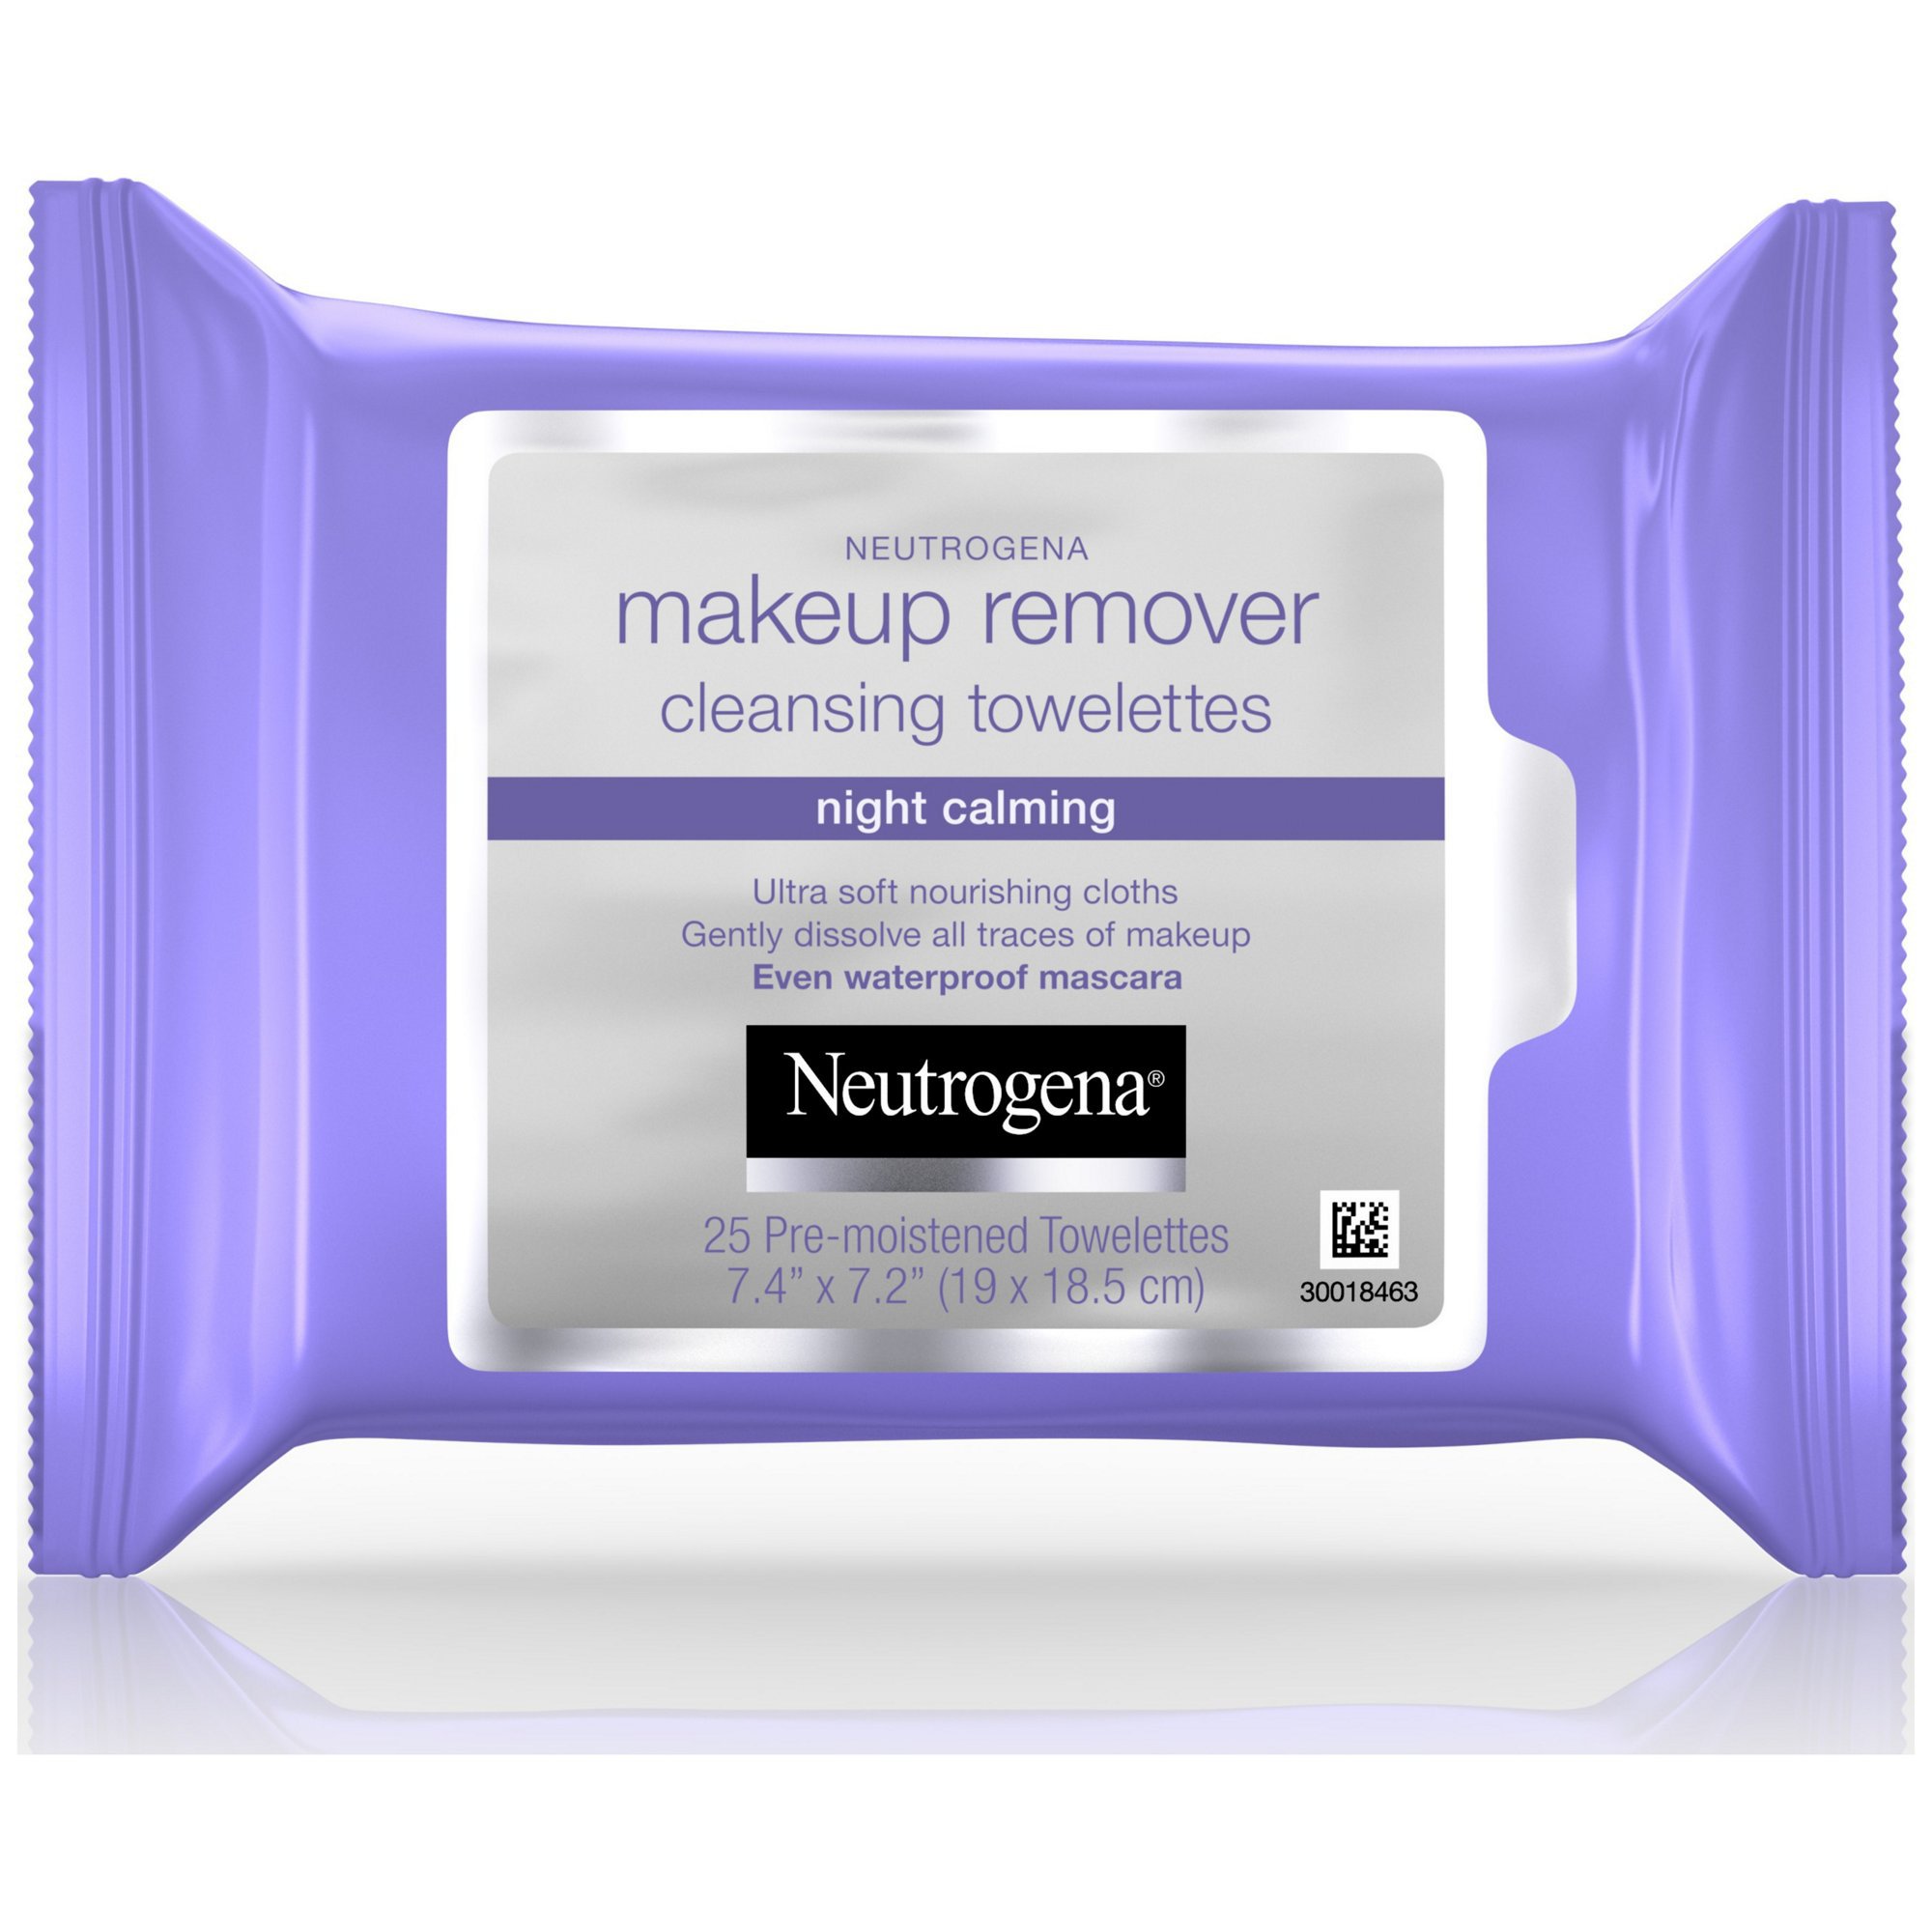 NEUTROGENA
makeup remover
cleansing towelettes
night calming
Ultra soft nourishing cloths
Gently dissolve all traces of makeup
Even waterproof mascara
Neutrogena®
25 Pre-moistened Towelettes
7.4” x 7.2” (19 x 18.5 cm)
30018463